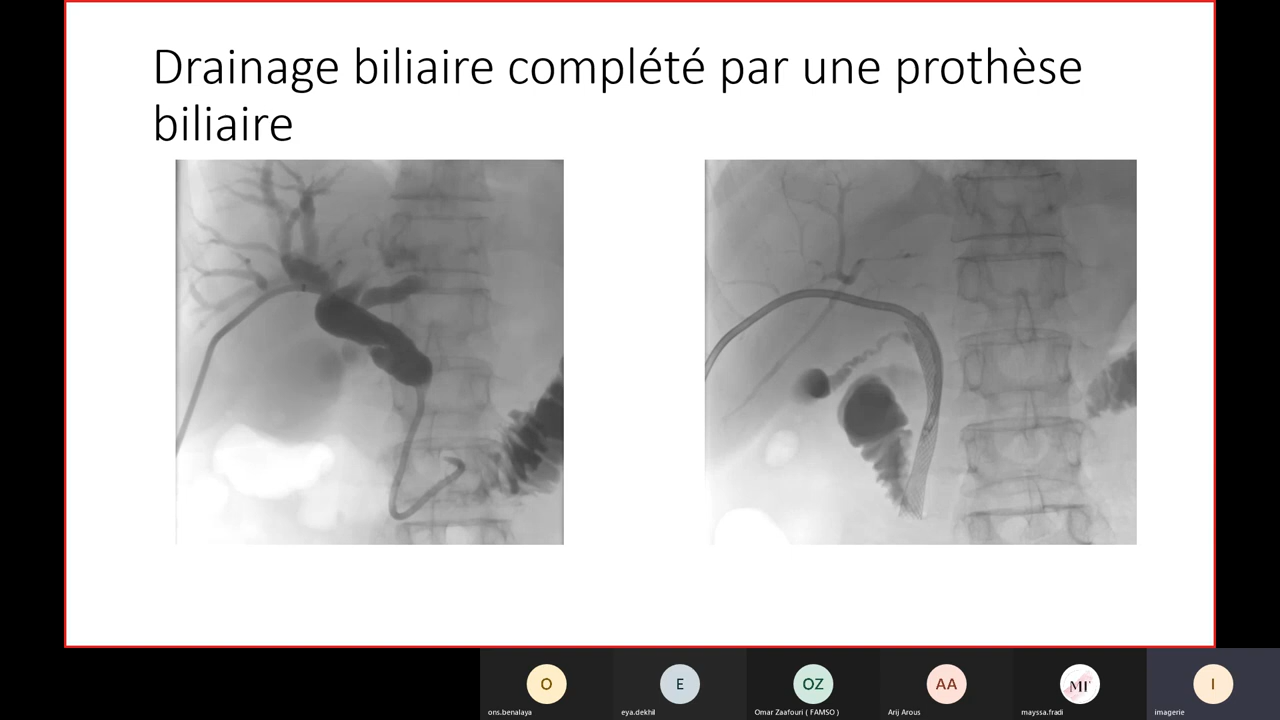 Drainage biliaire complété par une prothèse
biliaire
O
E
OZ
AA
MF
I
ons.benalaya
eya.dekhil
Omar Zaafouri ( FAMSO )
Arij Arous
mayssa.fradi
imagerie